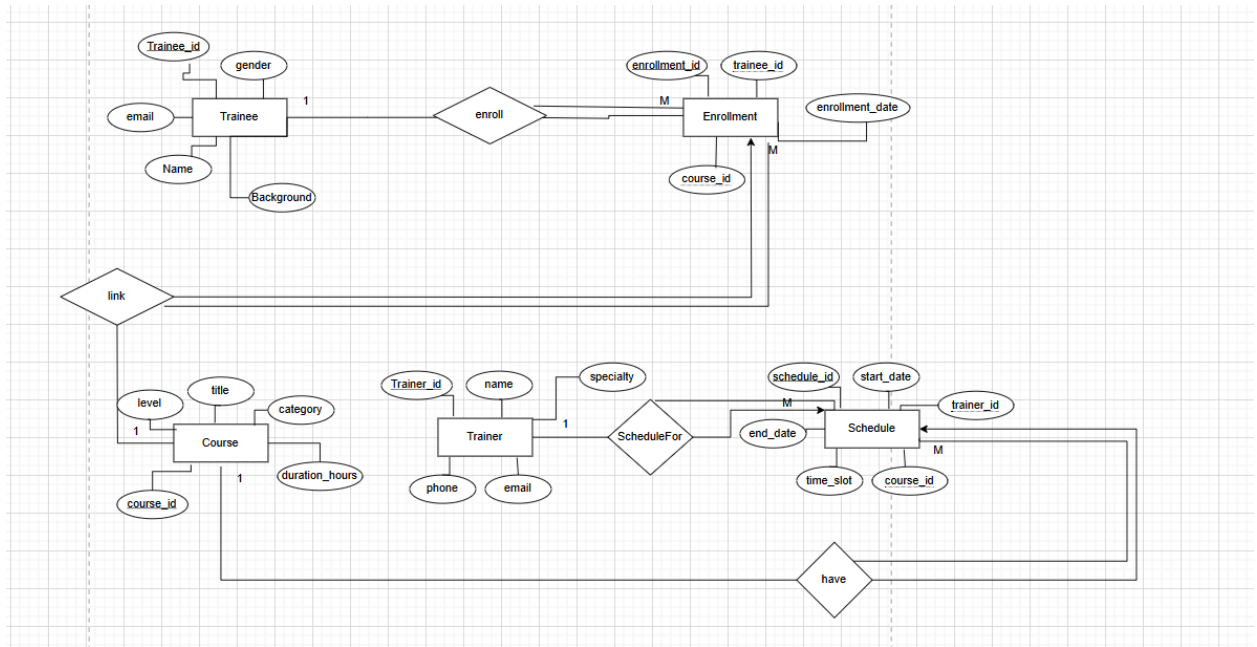 Trainee_id
gender
email
Trainee
Name
Background
1
enroll
M
enrollment_id
trainee_id
enrollment_date
Enrollment
M
course_id
link
level
title
category
1
Course
duration_hours
course_id
1
Trainer_id
name
specialty
Trainer
1
phone
email
ScheduleFor
M
schedule_id
start_date
trainer_id
end_date
Schedule
M
time_slot
course_id
have